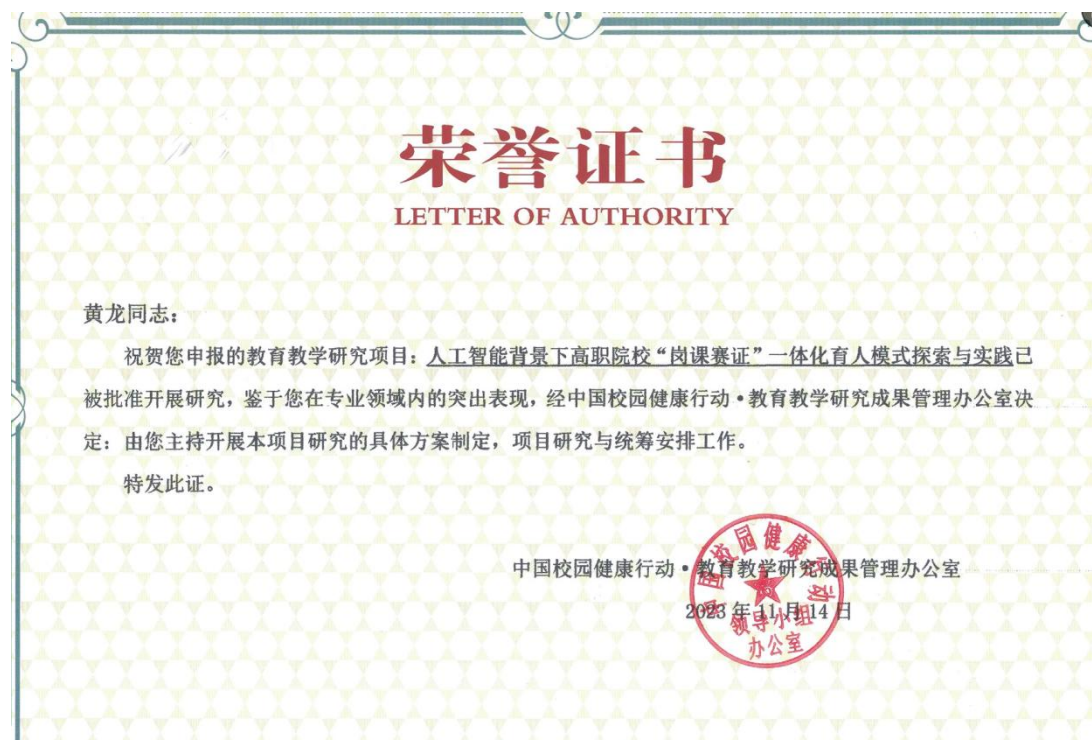 荣誉证书
LETTER OF AUTHORITY
黄龙同志：
祝贺您申报的教育教学研究项目：人工智能背景下高职院校“岗课赛证”一体化育人模式探索与实践已
被批准开展研究，鉴于您在专业领域内的突出表现，经中国校园健康行动·教育教学研究成果管理办公室决
定：由您主持开展本项目研究的具体方案制定，项目研究与统筹安排工作。
特发此证。
中国校园健康行动·教育教学研究成果管理办公室
2023年11月14日
中国校园健康行动
领导小组
办公室